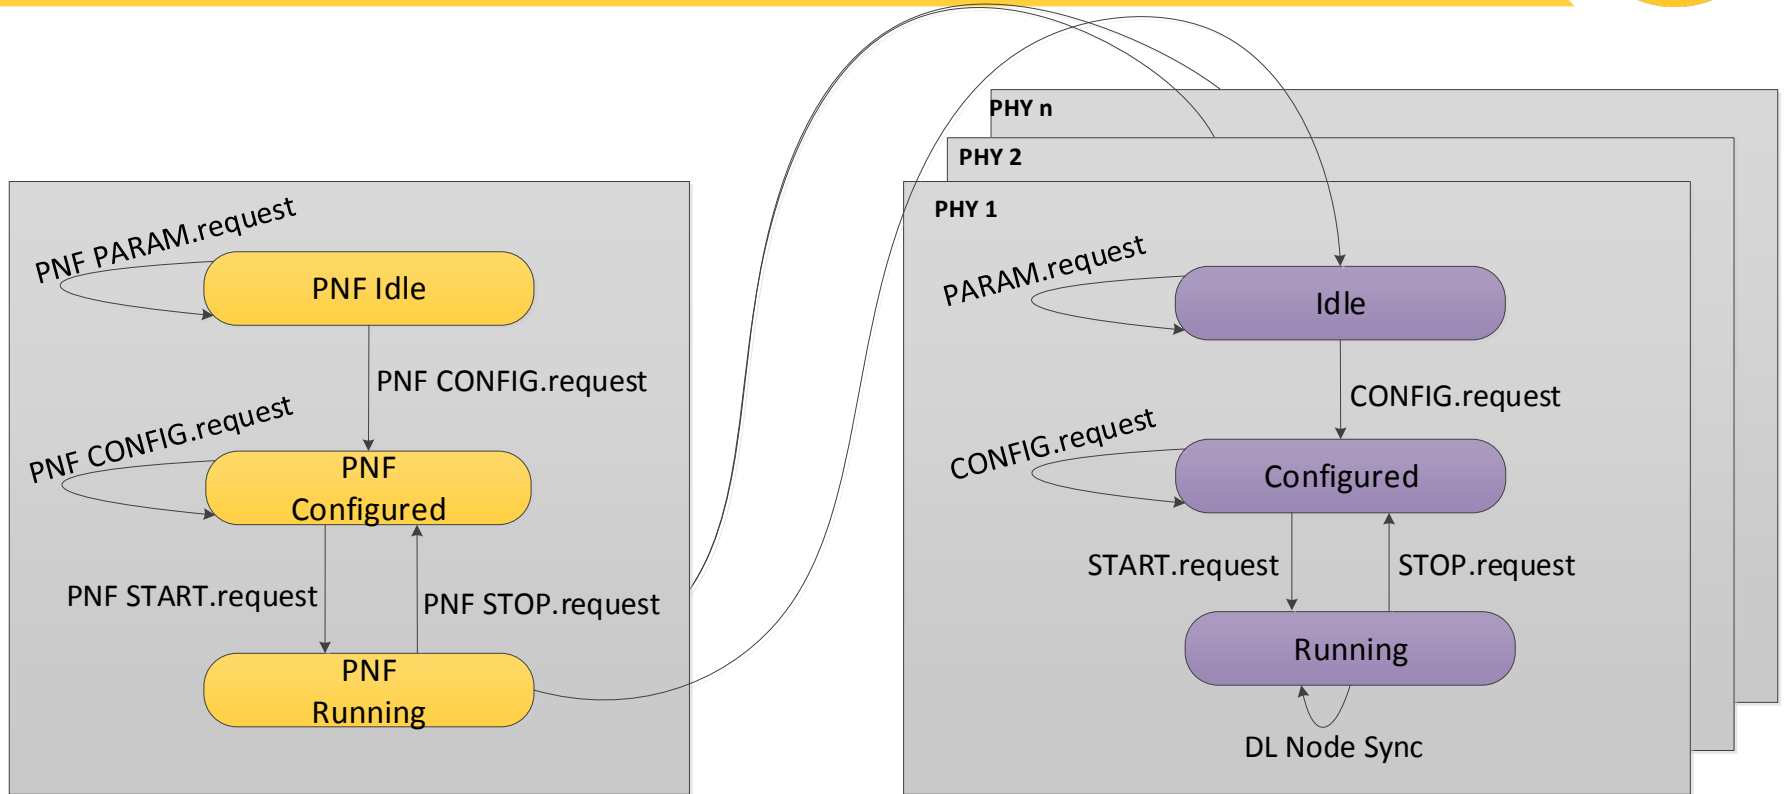 PNF PARAM.request
PNF Idle
PNF CONFIG.request
PNF CONFIG.request
PNF
Configured
PNF START.request
PNF STOP.request
PNF
Running
PHY n
PHY 2
PHY 1
PARAM.request
Idle
CONFIG.request
CONFIG.request
Configured
START.request
STOP.request
Running
DL Node Sync